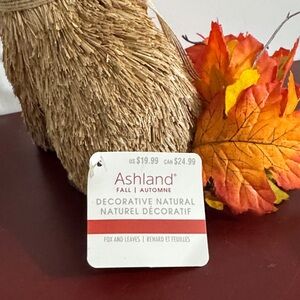 US $19.99 CAN $24.99
Ashland®
FALL | AUTOMNE
DECORATIVE NATURAL
NATUREL DÉCORATIF
FOX AND LEAVES | RENARD ET FEUILLES